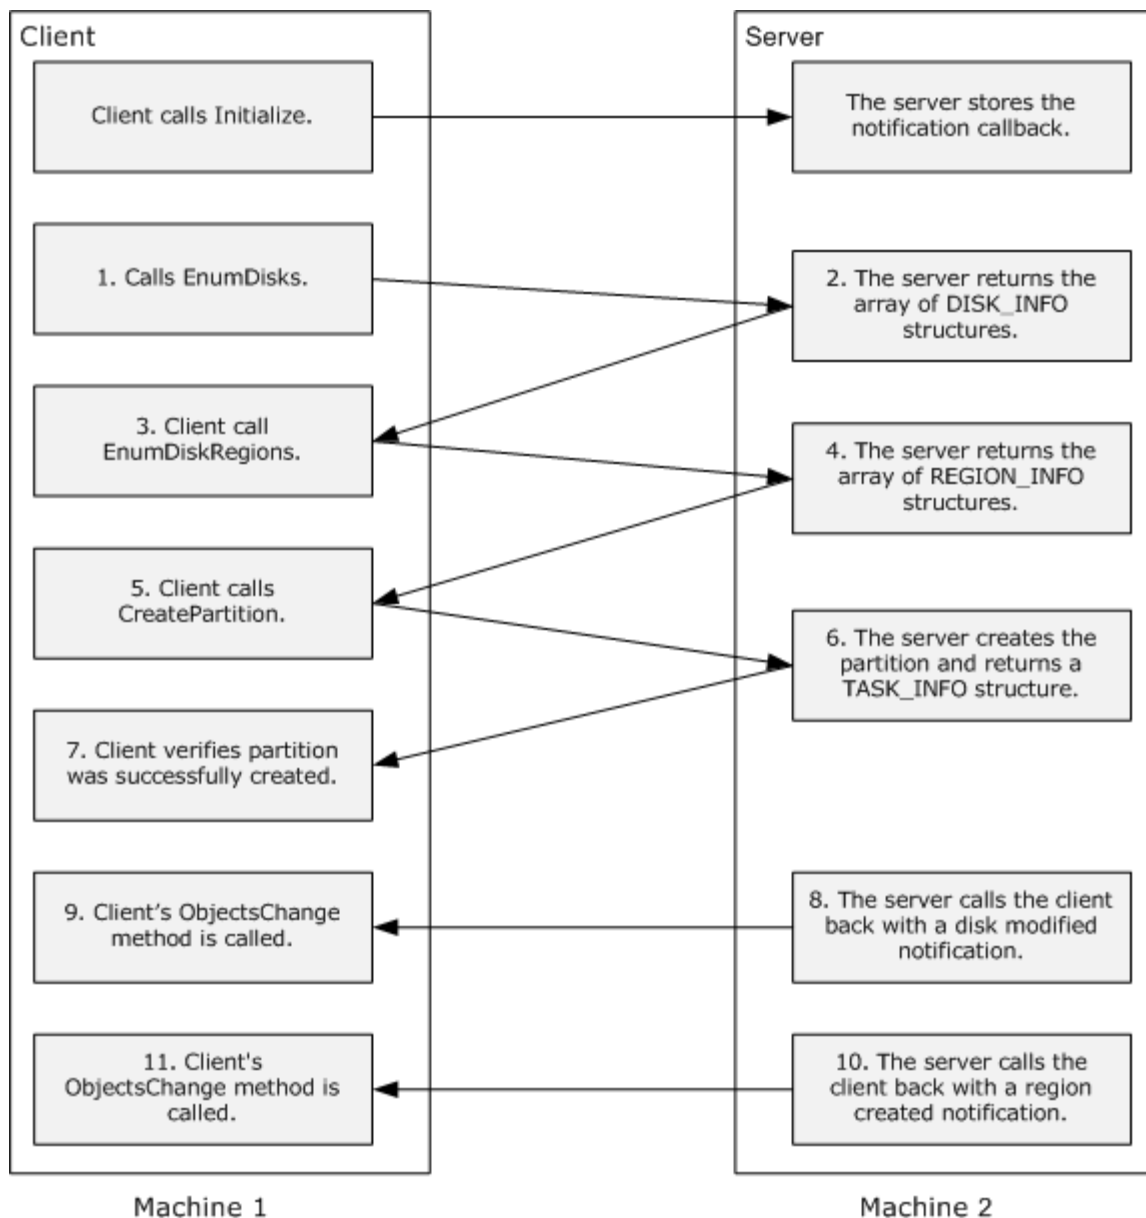 Client
Server
Client calls Initialize.
The server stores the
notification callback.
1. Calls EnumDisks.
2. The server returns the
array of DISK_INFO
structures.
3. Client call
EnumDiskRegions.
4. The server returns the
array of REGION_INFO
structures.
5. Client calls
CreatePartition.
6. The server creates the
partition and returns a
TASK_INFO structure.
7. Client verifies partition
was successfully created.
8. The server calls the client
back with a disk modified
notification.
9. Client’s ObjectsChange
method is called.
10. The server calls the
client back with a region
created notification.
11. Client's
ObjectsChange method is
called.
Machine 1
Machine 2